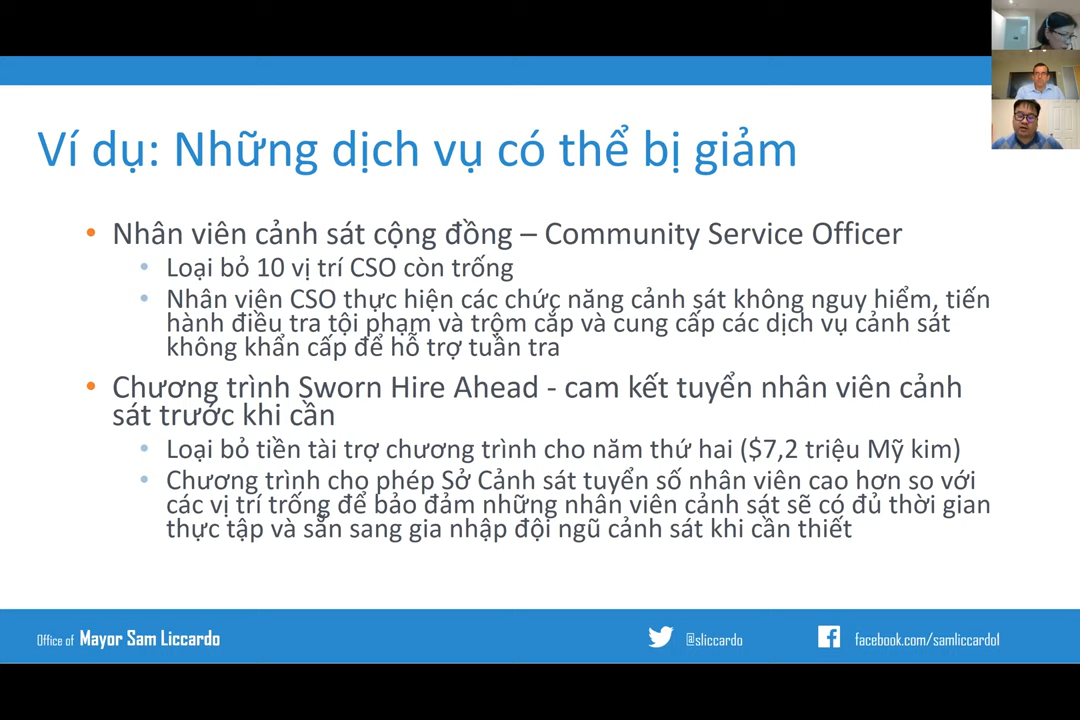 Ví dụ: Những dịch vụ có thể bị giảm
• Nhân viên cảnh sát cộng đồng – Community Service Officer
• Loại bỏ 10 vị trí CSO còn trống
• Nhân viên CSO thực hiện các chức năng cảnh sát không nguy hiểm, tiến
hành điều tra tội phạm và trộm cắp và cung cấp các dịch vụ cảnh sát
không khẩn cấp để hỗ trợ tuần tra
• Chương trình Sworn Hire Ahead - cam kết tuyển nhân viên cảnh
sát trước khi cần
• Loại bỏ tiền tài trợ chương trình cho năm thứ hai ($7,2 triệu Mỹ kim)
• Chương trình cho phép Sở Cảnh sát tuyển số nhân viên cao hơn so với
các vị trí trống để bảo đảm những nhân viên cảnh sát sẽ có đủ thời gian
thực tập và sẵn sang gia nhập đội ngũ cảnh sát khi cần thiết
Office of Mayor Sam Liccardo
@sliccardo
facebook.com/samliccardo1